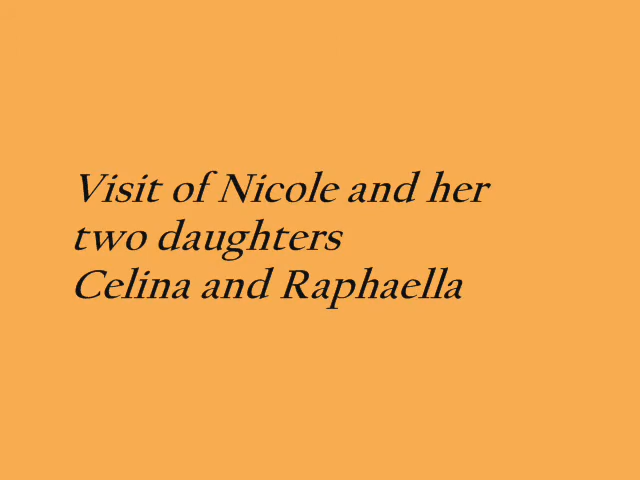 Visit of Nicole and her
two daughters
Celina and Raphaella